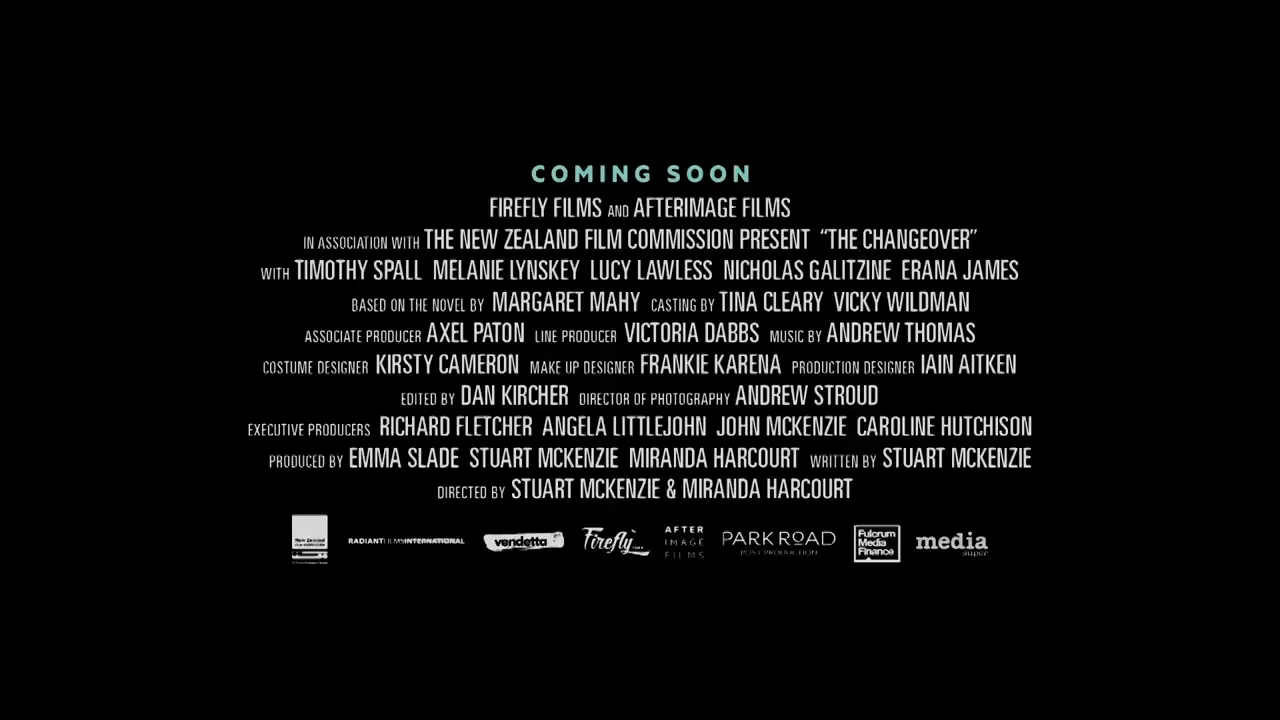 COMING SOON
FIREFLY FILMS AND AFTERIMAGE FILMS
IN ASSOCIATION WITH THE NEW ZEALAND FILM COMMISSION PRESENT "THE CHANGEOVER"
WITH TIMOTHY SPALL MELANIE LYNSKEY LUCY LAWLESS NICHOLAS GALITZINE ERANA JAMES
BASED ON THE NOVEL BY MARGARET MAHY CASTING BY TINA CLEARY VICKY WILDMAN
ASSOCIATE PRODUCER AXEL PATON LINE PRODUCER VICTORIA DABBS MUSIC BY ANDREW THOMAS
COSTUME DESIGNER KIRSTY CAMERON MAKE UP DESIGNER FRANKIE KARENA PRODUCTION DESIGNER IAIN AITKEN
EDITED BY DAN KIRCHER DIRECTOR OF PHOTOGRAPHY ANDREW STROUD
EXECUTIVE PRODUCERS RICHARD FLETCHER ANGELA LITTLEJOHN JOHN MCKENZIE CAROLINE HUTCHISON
PRODUCED BY EMMA SLADE STUART MCKENZIE MIRANDA HARCOURT WRITTEN BY STUART MCKENZIE
DIRECTED BY STUART MCKENZIE & MIRANDA HARCOURT
New Zealand
RADIANTFILMSINTERNATIONAL
vendetta
Firefly
AFTER
IMAGE
FILMS
PARK ROAD
POST PRODUCTION
Fulcrum
Media
Finance
media
super